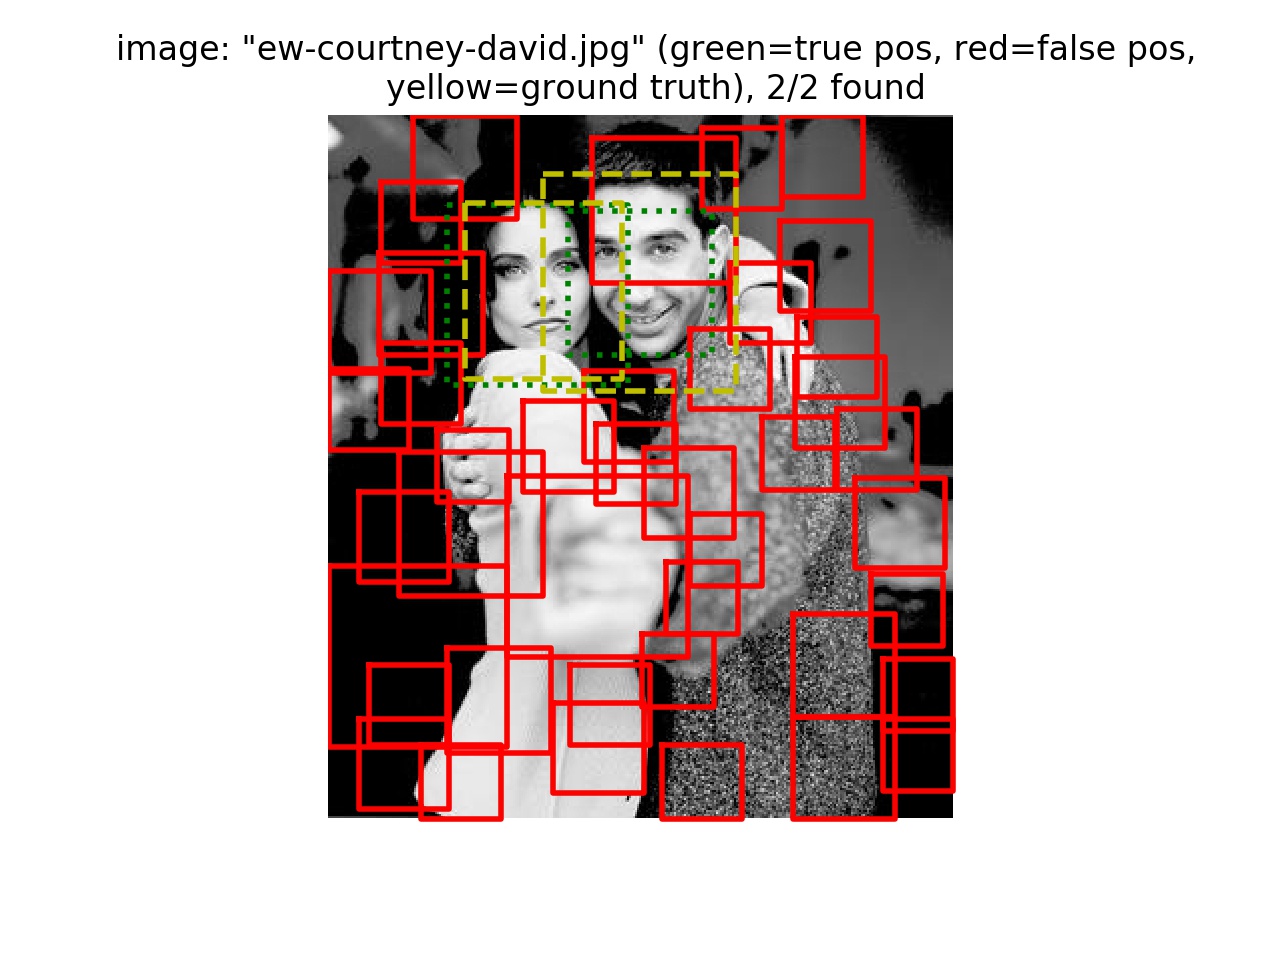 image: "ew-courtney-david.jpg" (green=true pos, red=false pos,
yellow=ground truth), 2/2 found